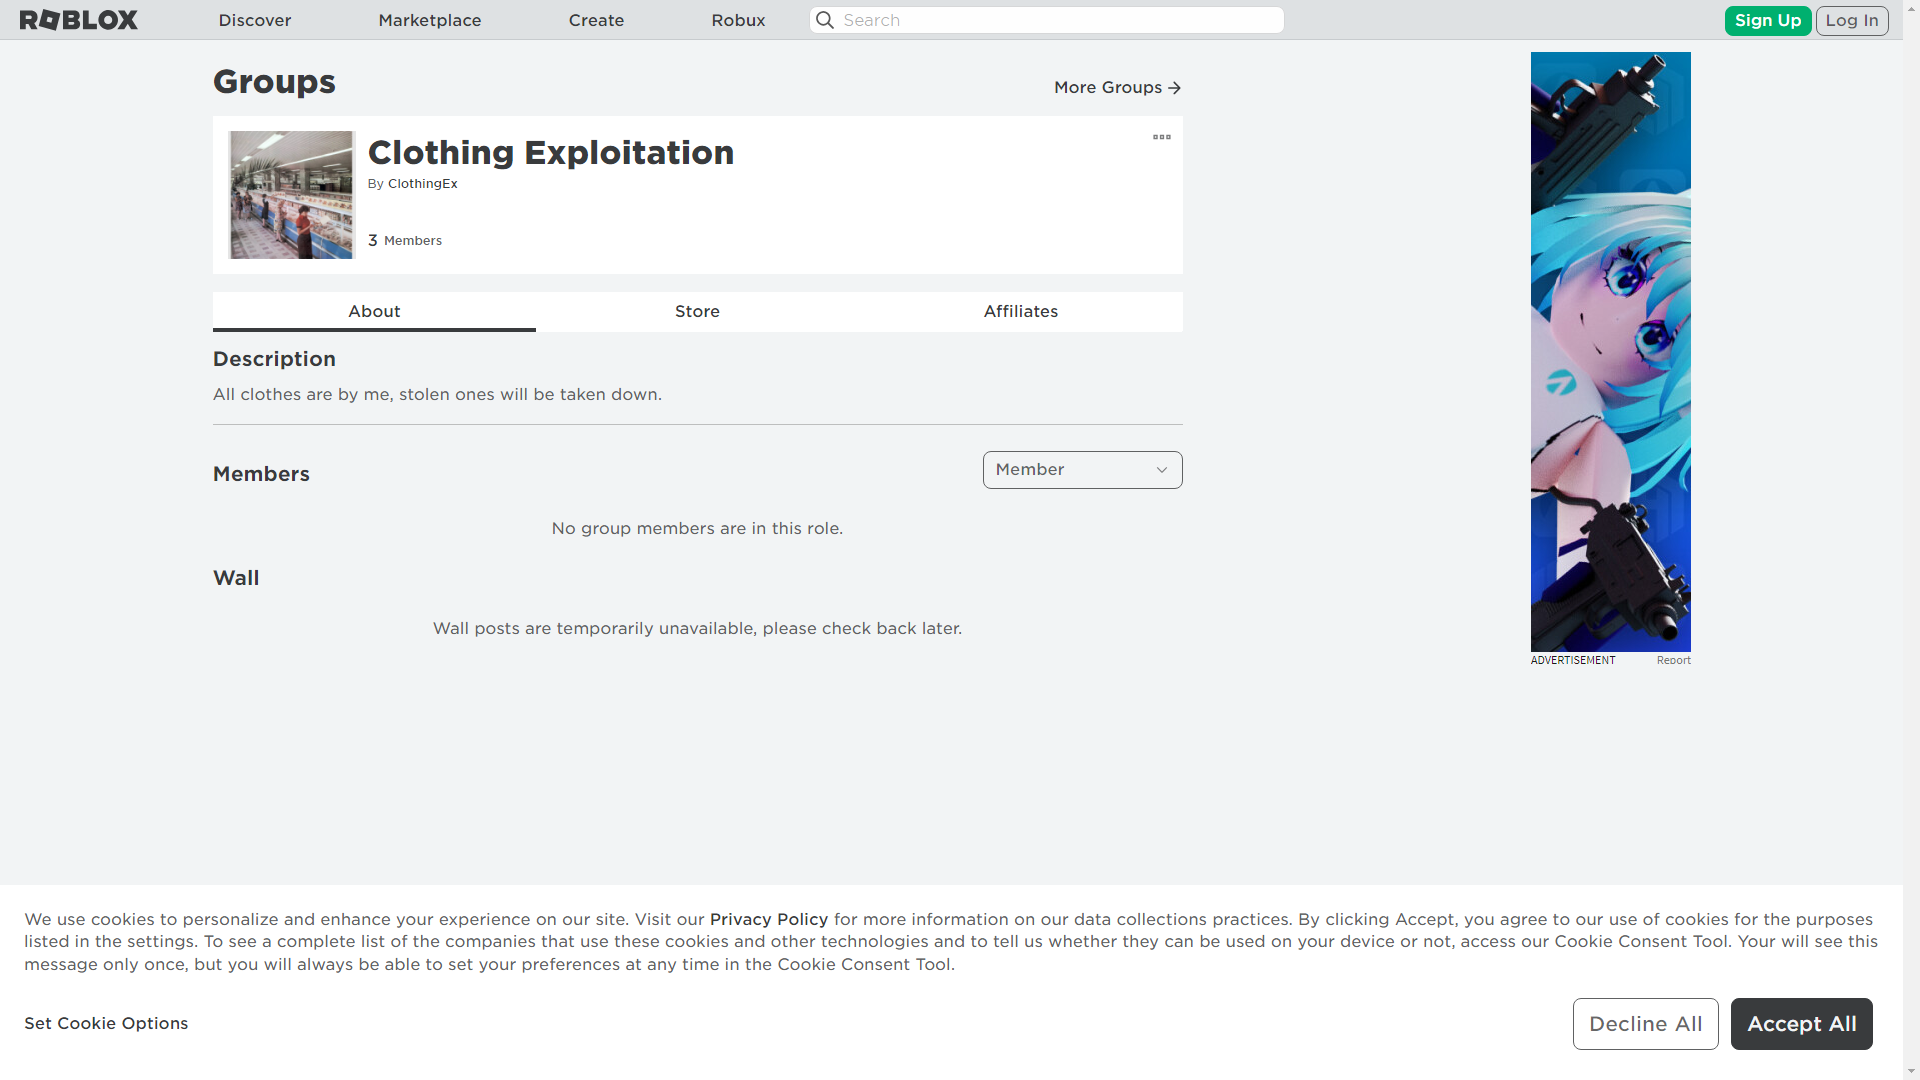 ROBLOX
Discover
Marketplace
Create
Robux
Search
Sign Up
Log In
Groups
More Groups
Clothing Exploitation
By ClothingEx
3 Members
About
Store
Affiliates
Description
All clothes are by me, stolen ones will be taken down.
Members
Member
No group members are in this role.
Wall
Wall posts are temporarily unavailable, please check back later.
ADVERTISEMENT
Report
We use cookies to personalize and enhance your experience on our site. Visit our Privacy Policy for more information on our data collections practices. By clicking Accept, you agree to our use of cookies for the purposes
listed in the settings. To see a complete list of the companies that use these cookies and other technologies and to tell us whether they can be used on your device or not, access our Cookie Consent Tool. Your will see this
message only once, but you will always be able to set your preferences at any time in the Cookie Consent Tool.
Set Cookie Options
Decline All
Accept All